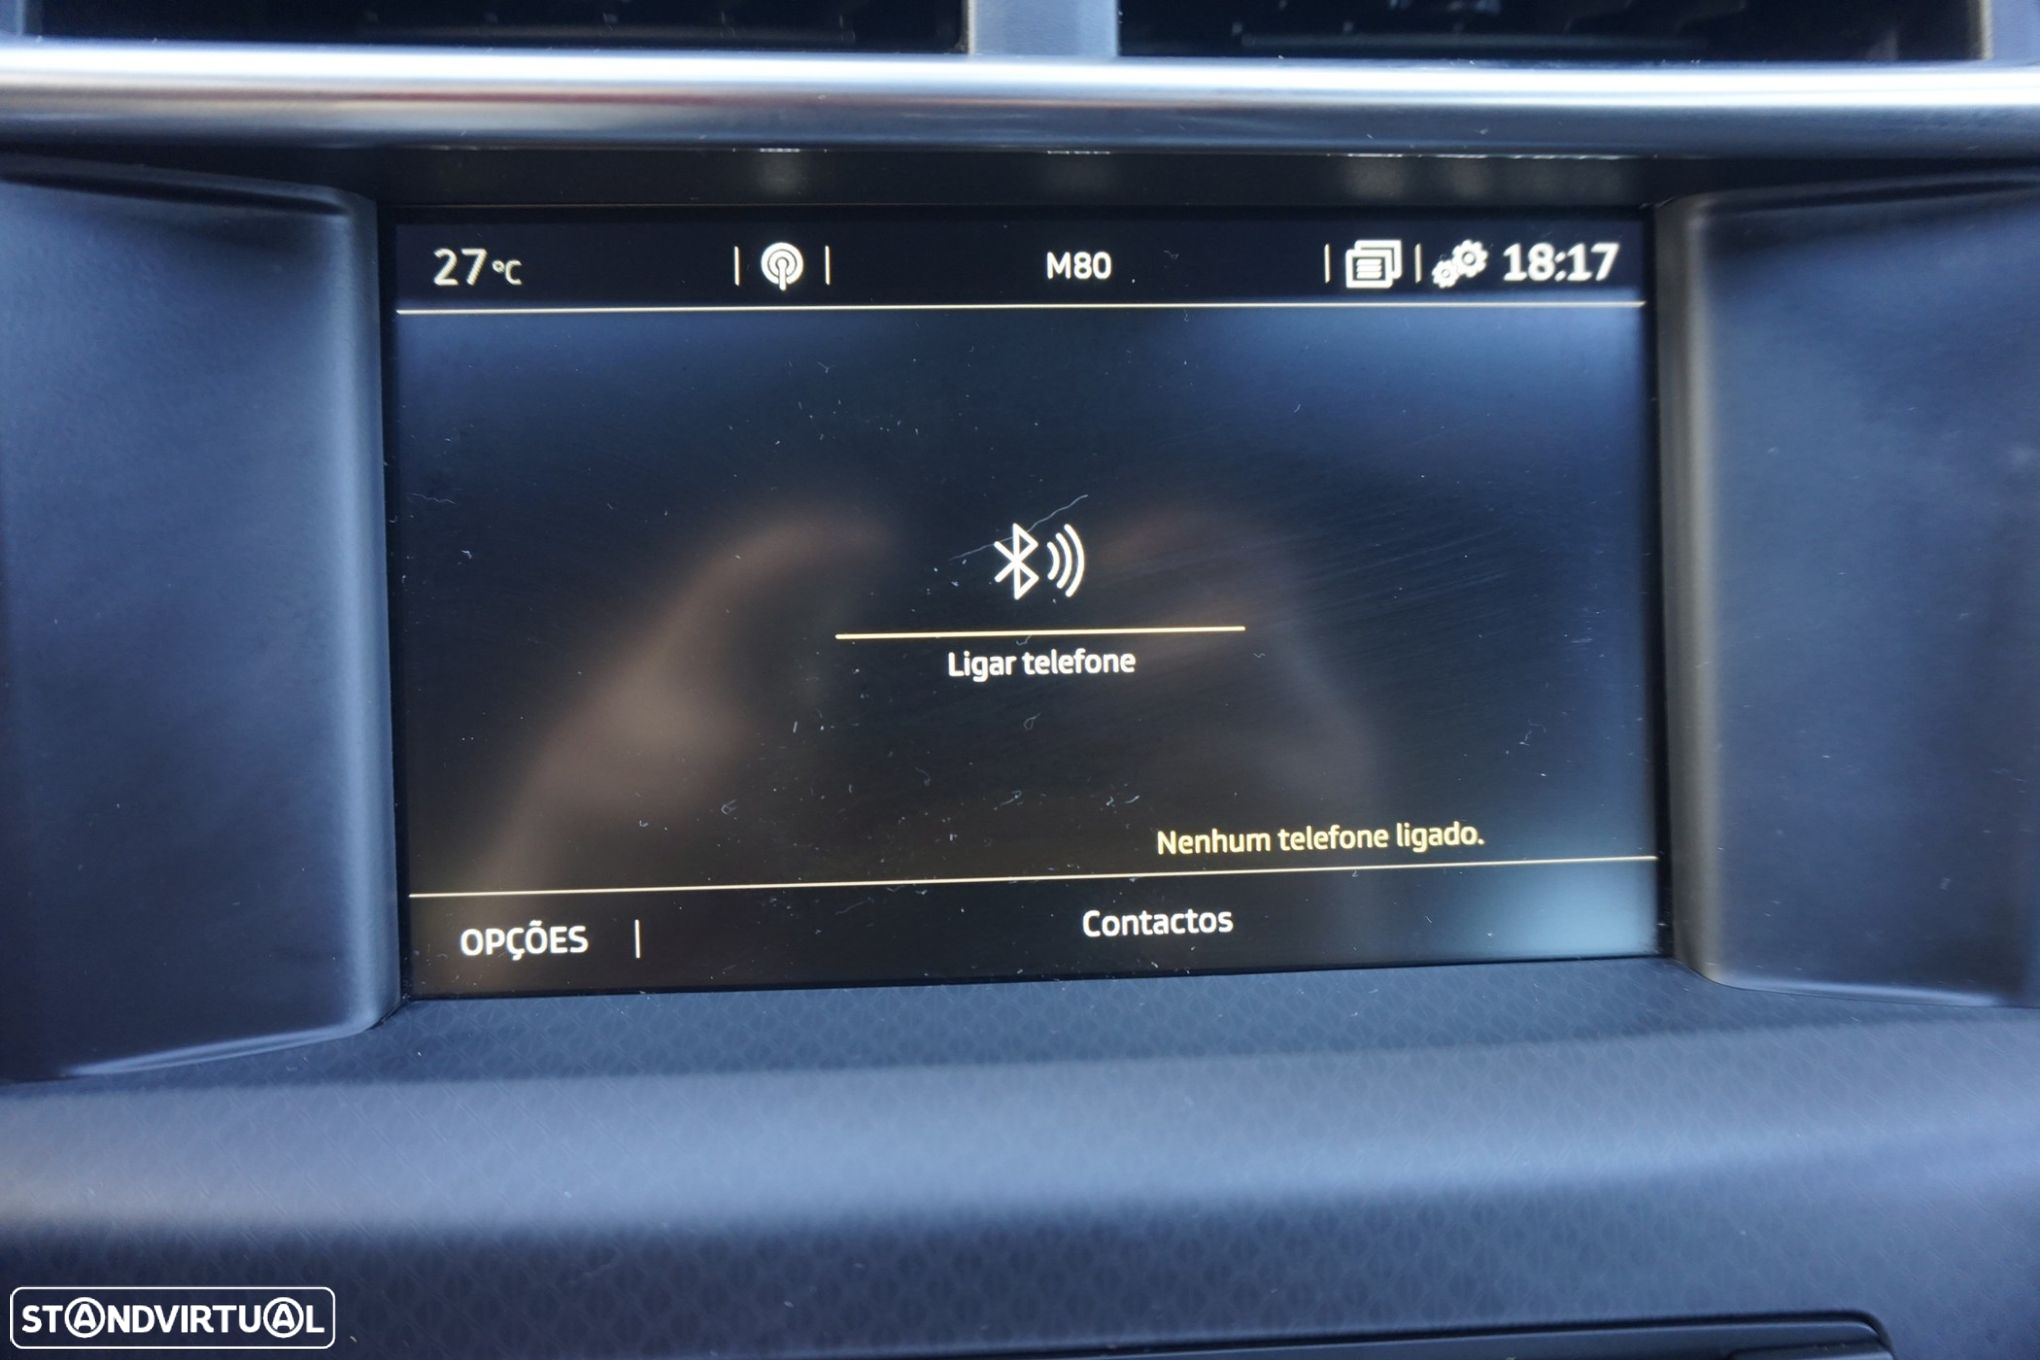 27 °C M80 18:17
Ligar telefone
Nenhum telefone ligado.
OPÇÕES Contactos
STANDVIRTUAL